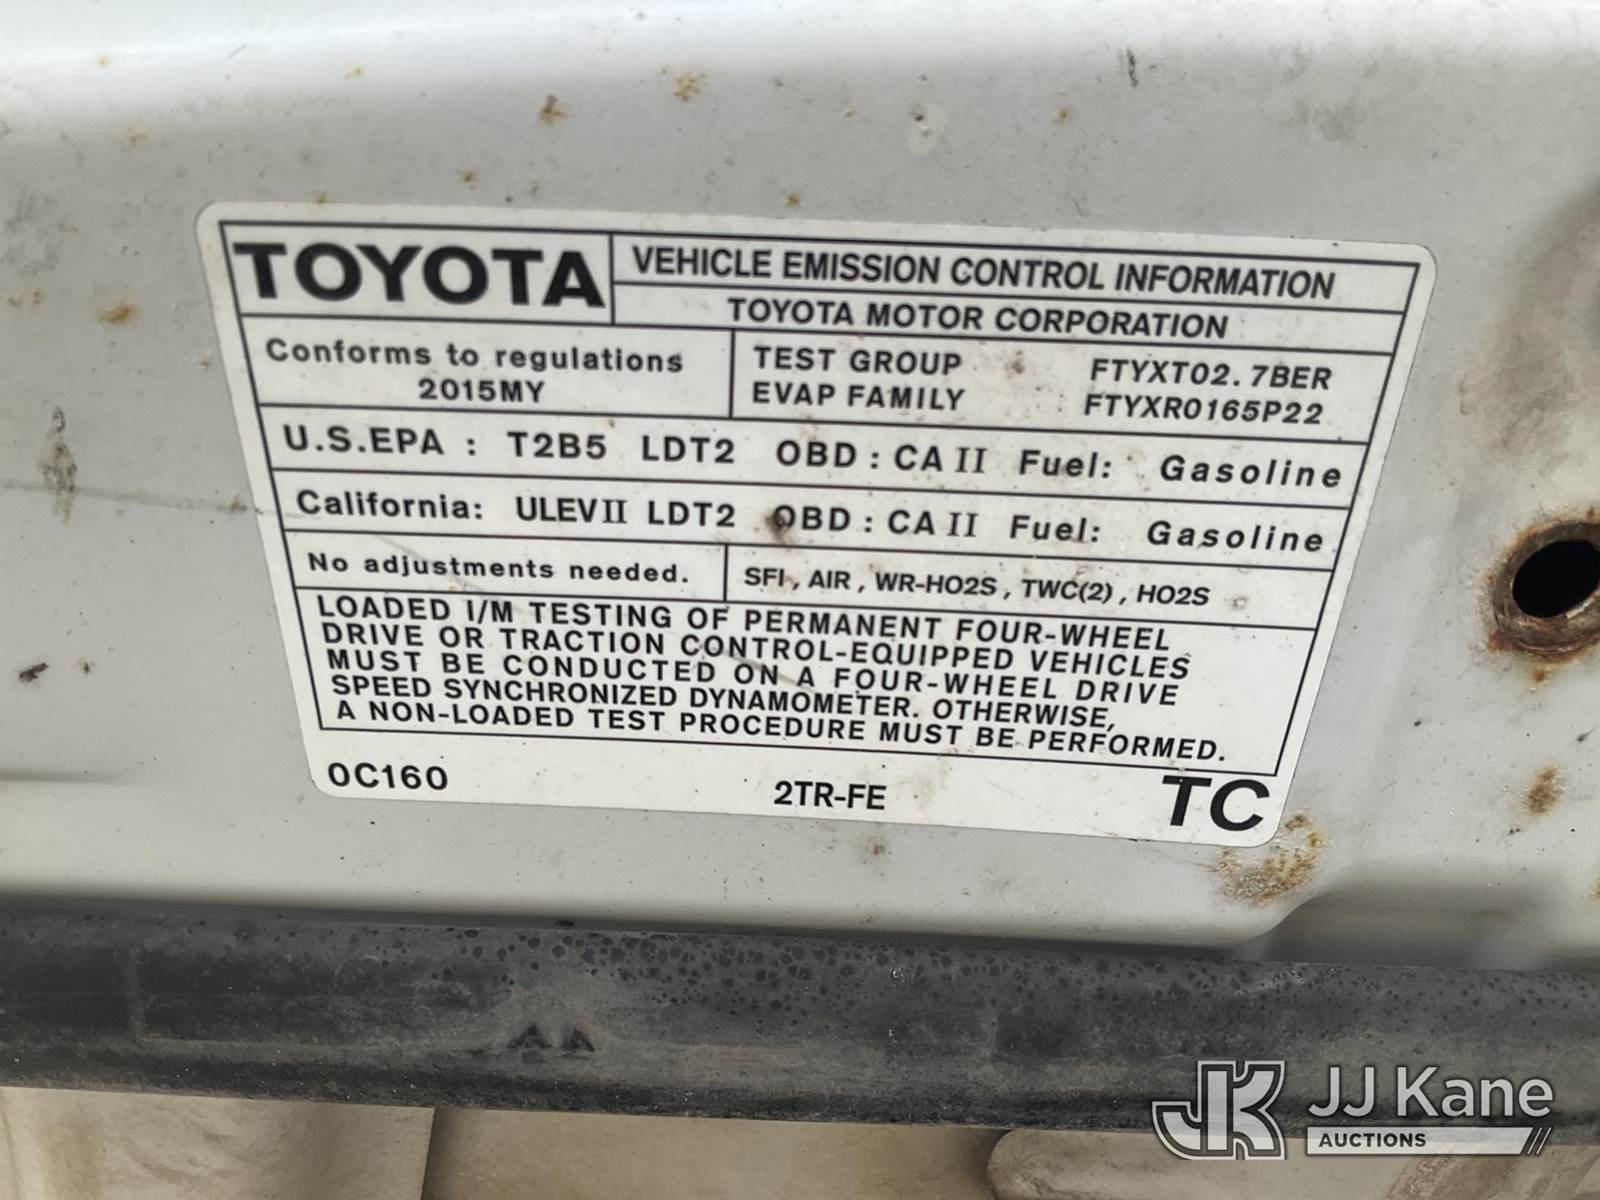 TOYOTA
VEHICLE EMISSION CONTROL INFORMATION
TOYOTA MOTOR CORPORATION
Conforms to regulations
2015MY
TEST GROUP FTYXT02.7BER
EVAP FAMILY FTYXR0165P22
U.S.EPA : T2B5 LDT2 OBD : CA II Fuel: Gasoline
California: ULEV II LDT2 OBD : CA II Fuel: Gasoline
No adjustments needed.
SFI , AIR , WR-HO2S , TWC(2) , HO2S
LOADED I/M TESTING OF PERMANENT FOUR-WHEEL
DRIVE OR TRACTION CONTROL-EQUIPPED VEHICLES
MUST BE CONDUCTED ON A FOUR-WHEEL DRIVE
SPEED SYNCHRONIZED DYNAMOMETER. OTHERWISE,
A NON-LOADED TEST PROCEDURE MUST BE PERFORMED.
0C160 2TR-FE TC
JK JJ Kane
AUCTIONS